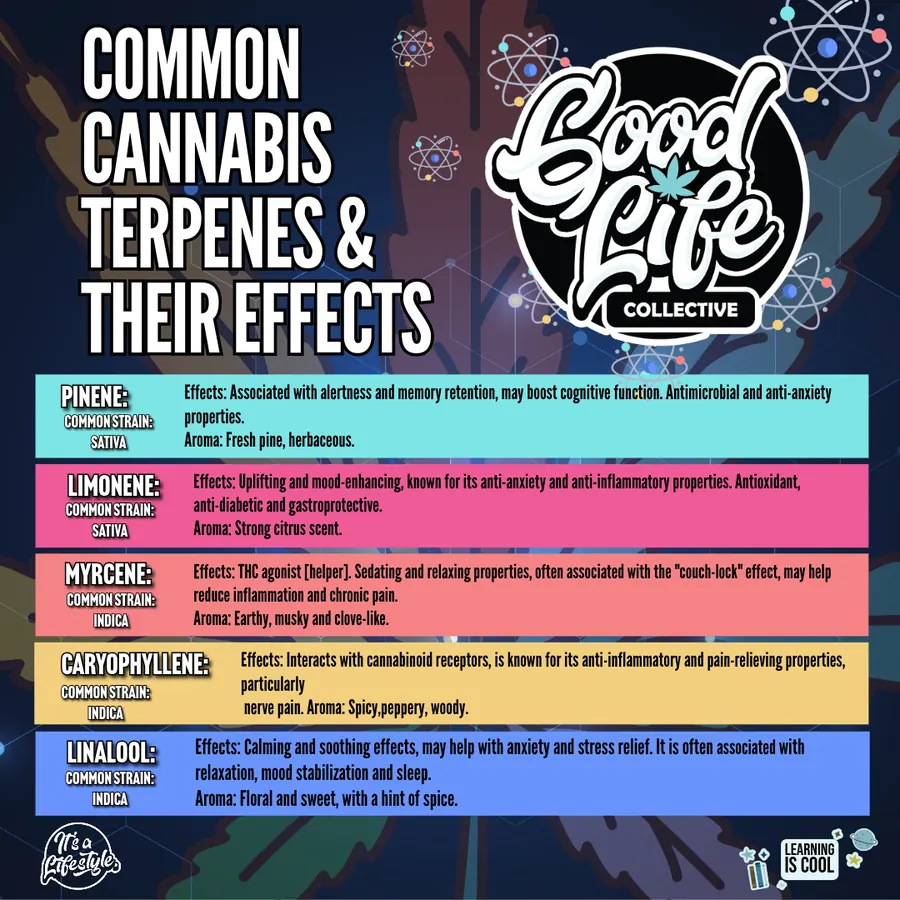 COMMON
CANNABIS
TERPENES &
THEIR EFFECTS
Good
Life
COLLECTIVE
PINENE:
COMMON STRAIN:
SATIVA
Effects: Associated with alertness and memory retention, may boost cognitive function. Antimicrobial and anti-anxiety
properties.
Aroma: Fresh pine, herbaceous.
LIMONENE:
COMMON STRAIN:
SATIVA
Effects: Uplifting and mood-enhancing, known for its anti-anxiety and anti-inflammatory properties. Antioxidant,
anti-diabetic and gastroprotective.
Aroma: Strong citrus scent.
MYRCENE:
COMMON STRAIN:
INDICA
Effects: THC agonist [helper]. Sedating and relaxing properties, often associated with the "couch-lock" effect, may help
reduce inflammation and chronic pain.
Aroma: Earthy, musky and clove-like.
CARYOPHYLLENE:
COMMON STRAIN:
INDICA
Effects: Interacts with cannabinoid receptors, is known for its anti-inflammatory and pain-relieving properties,
particularly
nerve pain. Aroma: Spicy,peppery, woody.
LINALOOL:
COMMON STRAIN:
INDICA
Effects: Calming and soothing effects, may help with anxiety and stress relief. It is often associated with
relaxation, mood stabilization and sleep.
Aroma: Floral and sweet, with a hint of spice.
It's a
Lifestyle
LEARNING
IS COOL